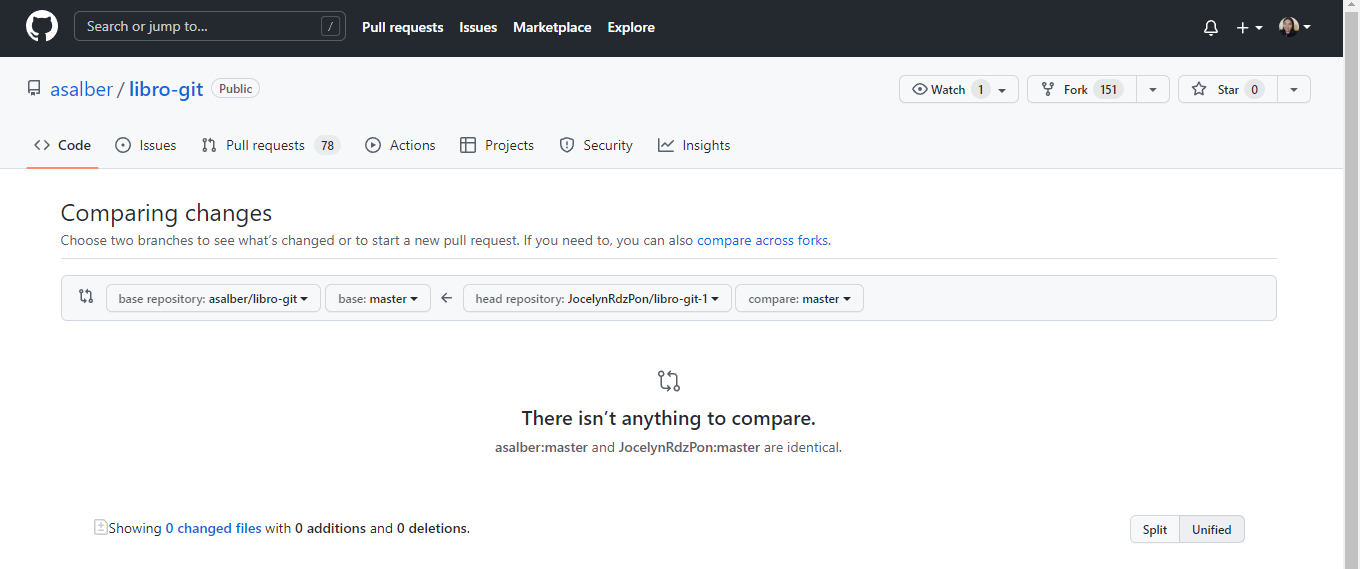 Search or jump to... / Pull requests Issues Marketplace Explore
asalber / libro-git Public Watch 1 Fork 151 Star 0
Code Issues Pull requests 78 Actions Projects Security Insights
Comparing changes
Choose two branches to see what’s changed or to start a new pull request. If you need to, you can also compare across forks.
base repository: asalber/libro-git base: master head repository: JocelynRdzPon/libro-git-1 compare: master
There isn’t anything to compare.
asalber:master and JocelynRdzPon:master are identical.
Showing 0 changed files with 0 additions and 0 deletions. Split Unified